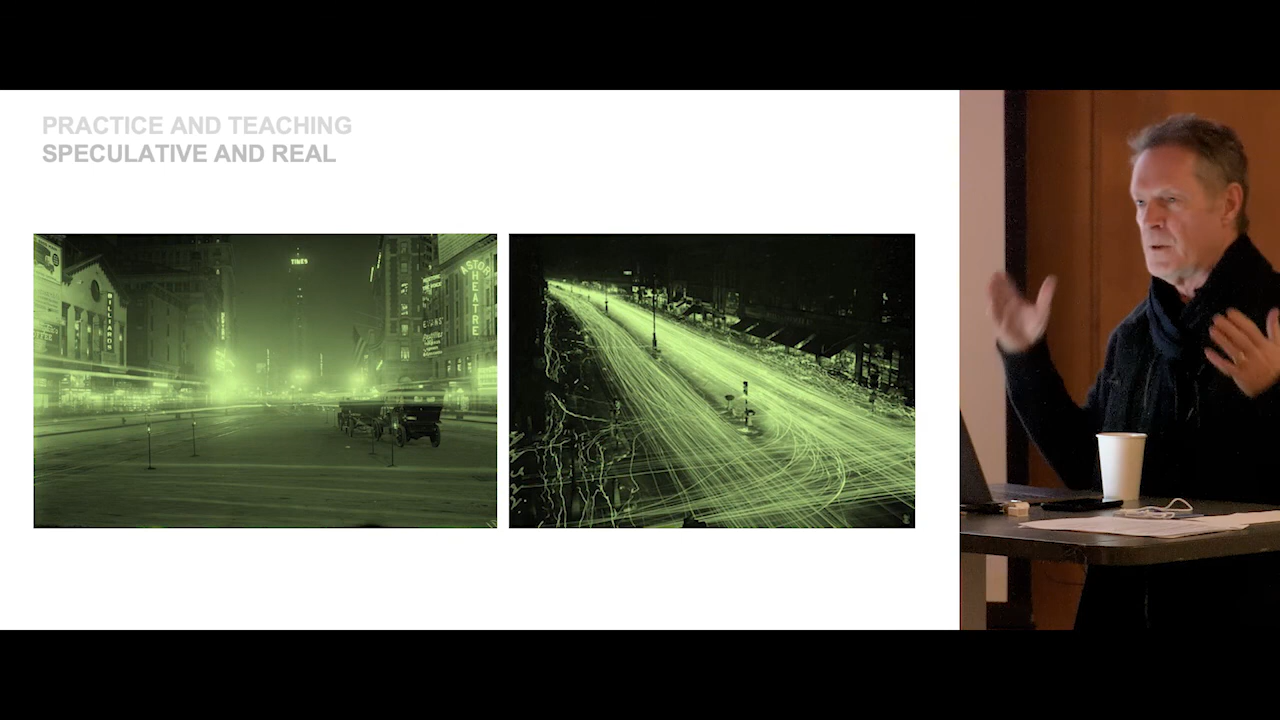 PRACTICE AND TEACHING
SPECULATIVE AND REAL
TIMES
BILLIARDS
ASTOR
THEATRE